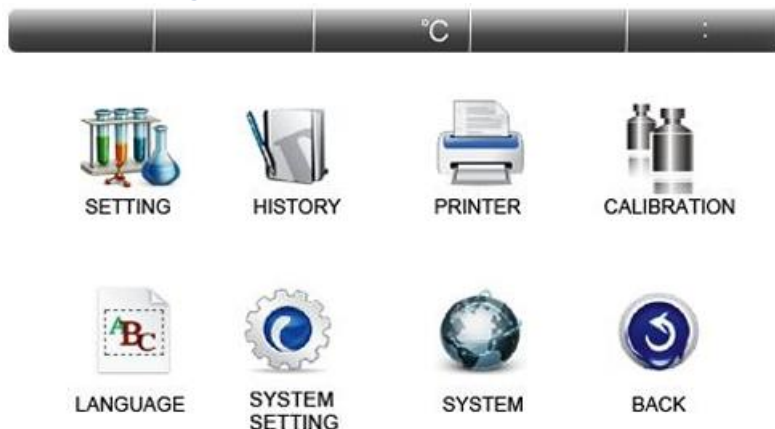 °C :
SETTING HISTORY PRINTER CALIBRATION
ABC
LANGUAGE SYSTEM SETTING SYSTEM BACK